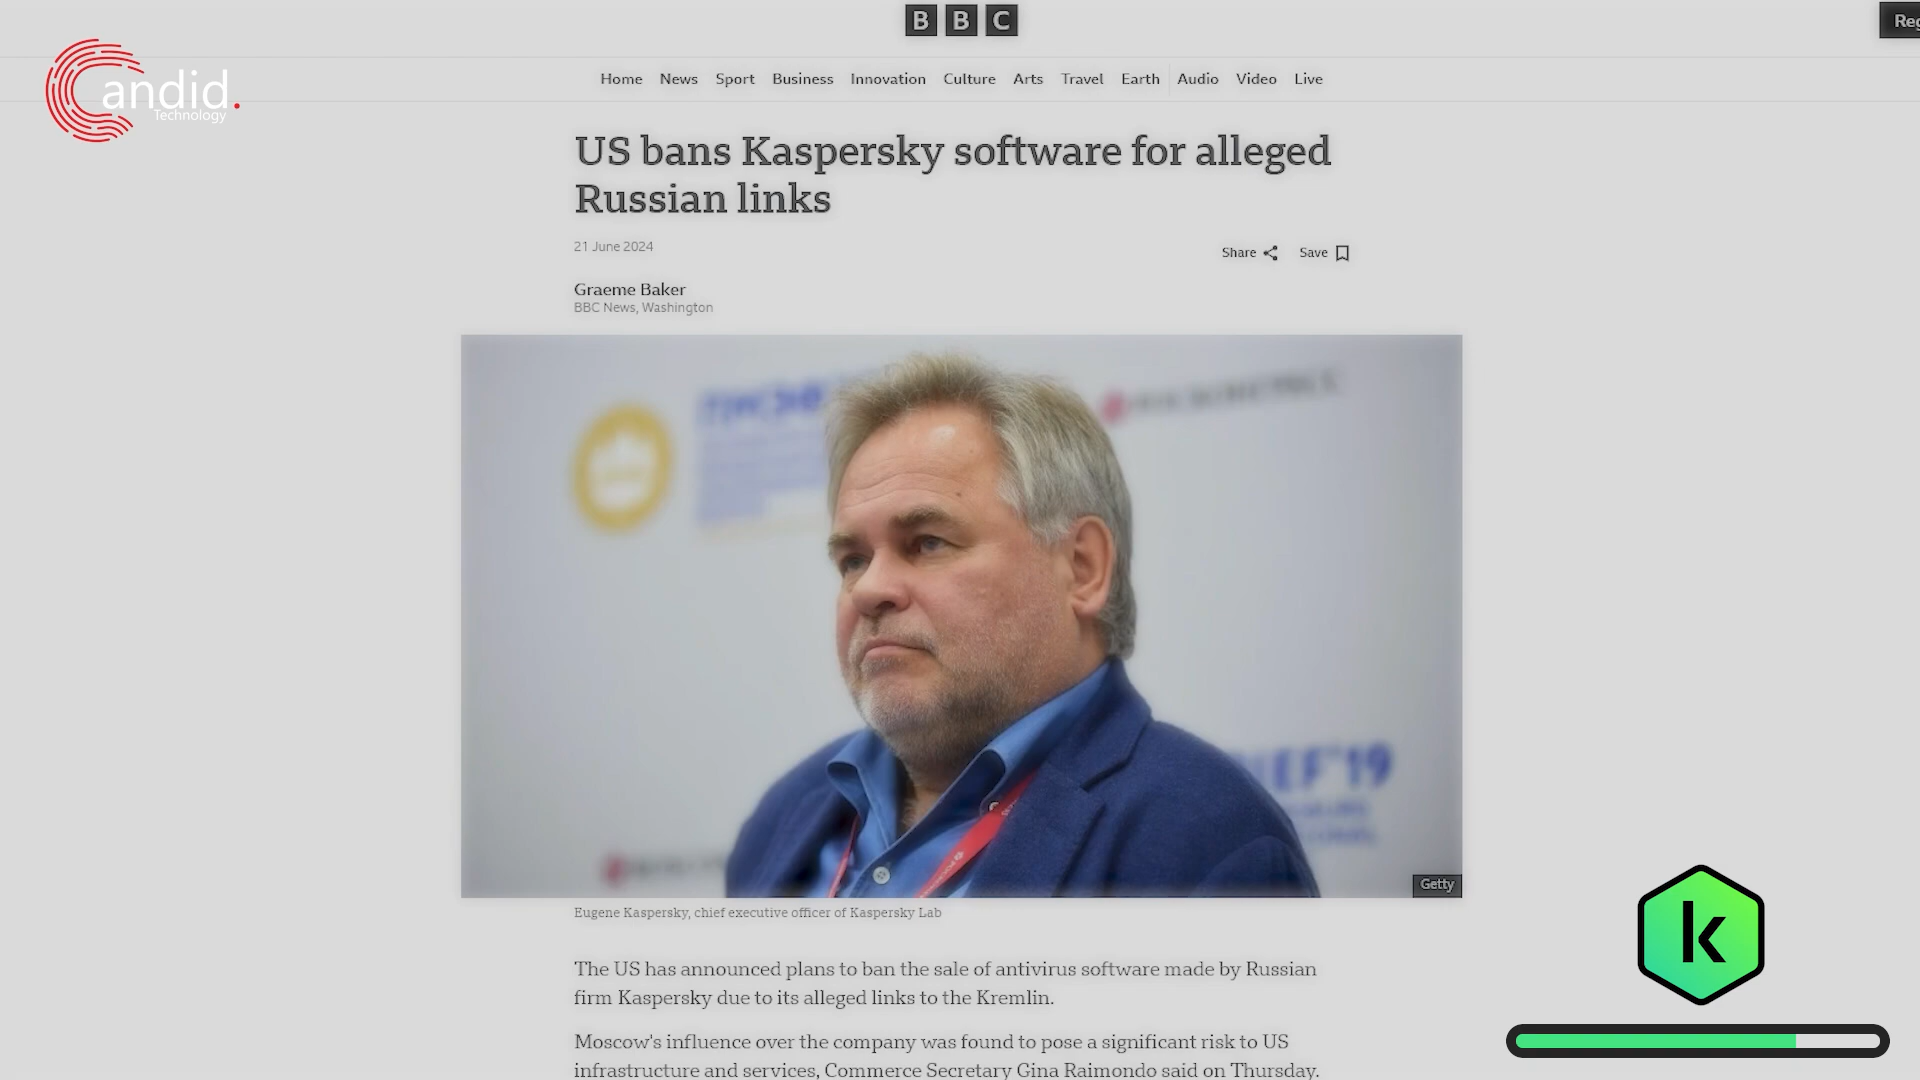 BBC
Reg
Candid.
Technology
Home News Sport Business Innovation Culture Arts Travel Earth Audio Video Live
US bans Kaspersky software for alleged
Russian links
21 June 2024
Share Save
Graeme Baker
BBC News, Washington
IEF'19
Getty
Eugene Kaspersky, chief executive officer of Kaspersky Lab
The US has announced plans to ban the sale of antivirus software made by Russian
firm Kaspersky due to its alleged links to the Kremlin.
Moscow's influence over the company was found to pose a significant risk to US
infrastructure and services, Commerce Secretary Gina Raimondo said on Thursday.
k